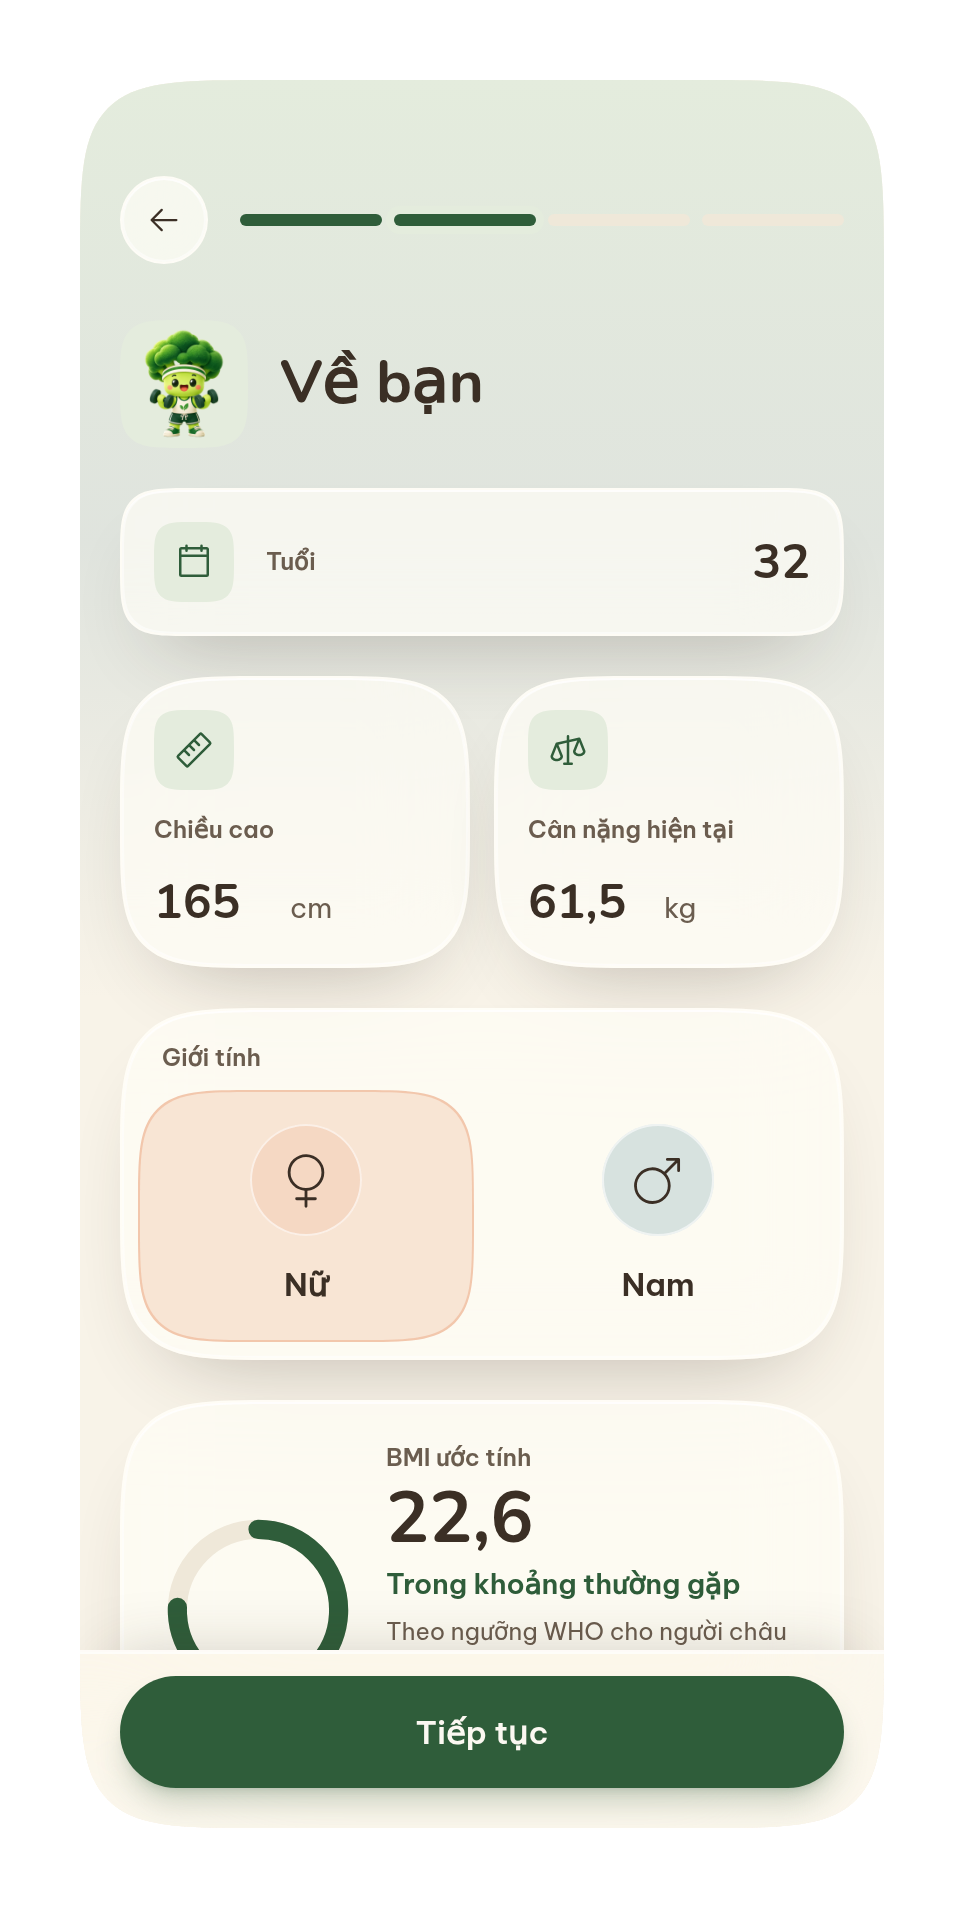 Về bạn
Tuổi
32
Chiều cao
165 cm
Cân nặng hiện tại
61,5 kg
Giới tính
Nữ
Nam
BMI ước tính
22,6
Trong khoảng thường gặp
Theo ngưỡng WHO cho người châu
Tiếp tục